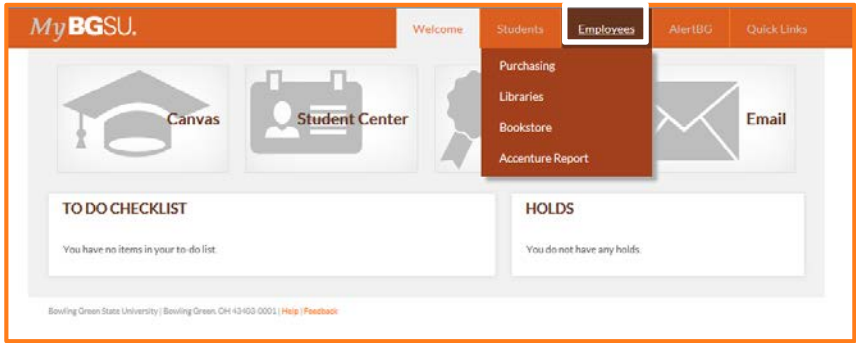 MyBGSU.
Welcome Students Employees AlertBG Quick Links
Purchasing
Libraries
Bookstore
Accenture Report
Canvas
Student Center
Email
TO DO CHECKLIST
You have no items in your to-do list.
HOLDS
You do not have any holds.
Bowling Green State University | Bowling Green, OH 43403-0001 | Help | Feedback